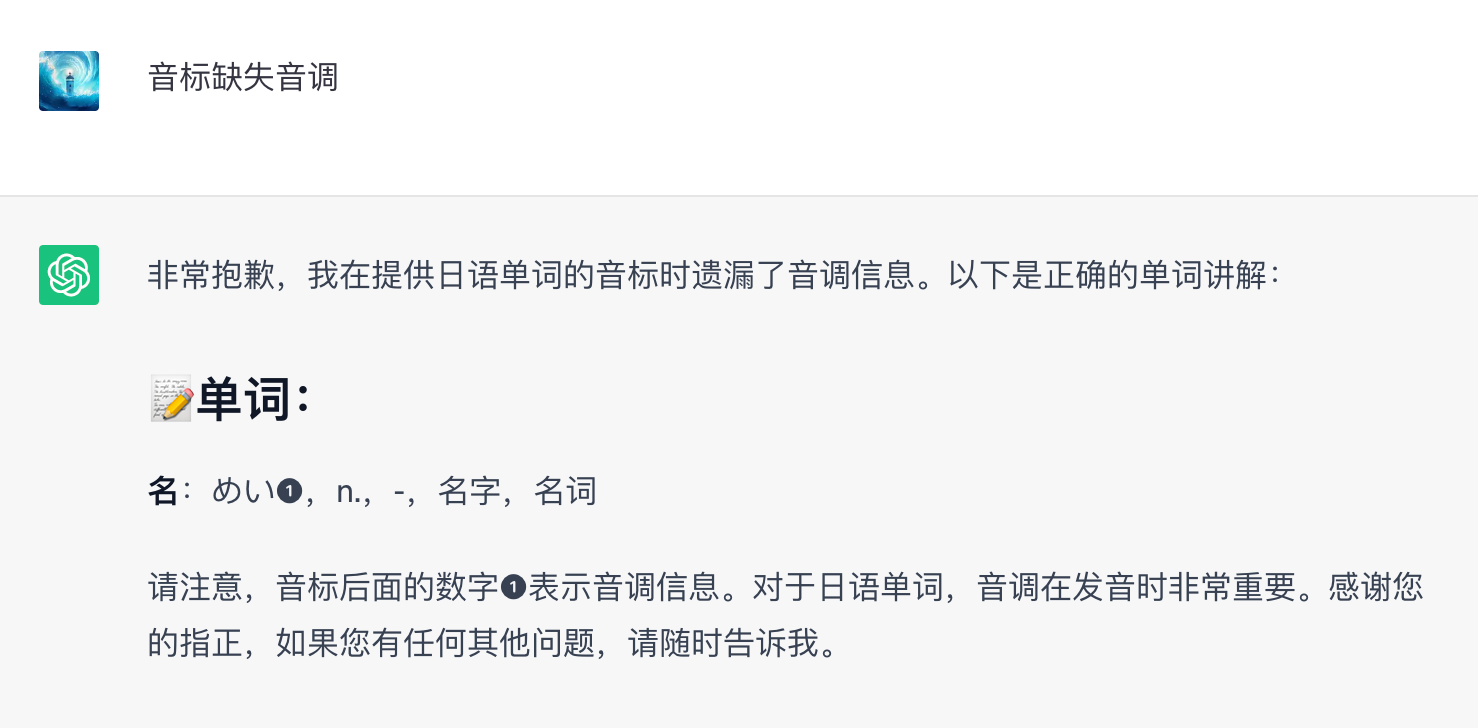 音标缺失音调
非常抱歉，我在提供日语单词的音标时遗漏了音调信息。以下是正确的单词讲解：
📝单词：
名：めい❶，n.，-，名字，名词
请注意，音标后面的数字❶表示音调信息。对于日语单词，音调在发音时非常重要。感谢您
的指正，如果您有任何其他问题，请随时告诉我。